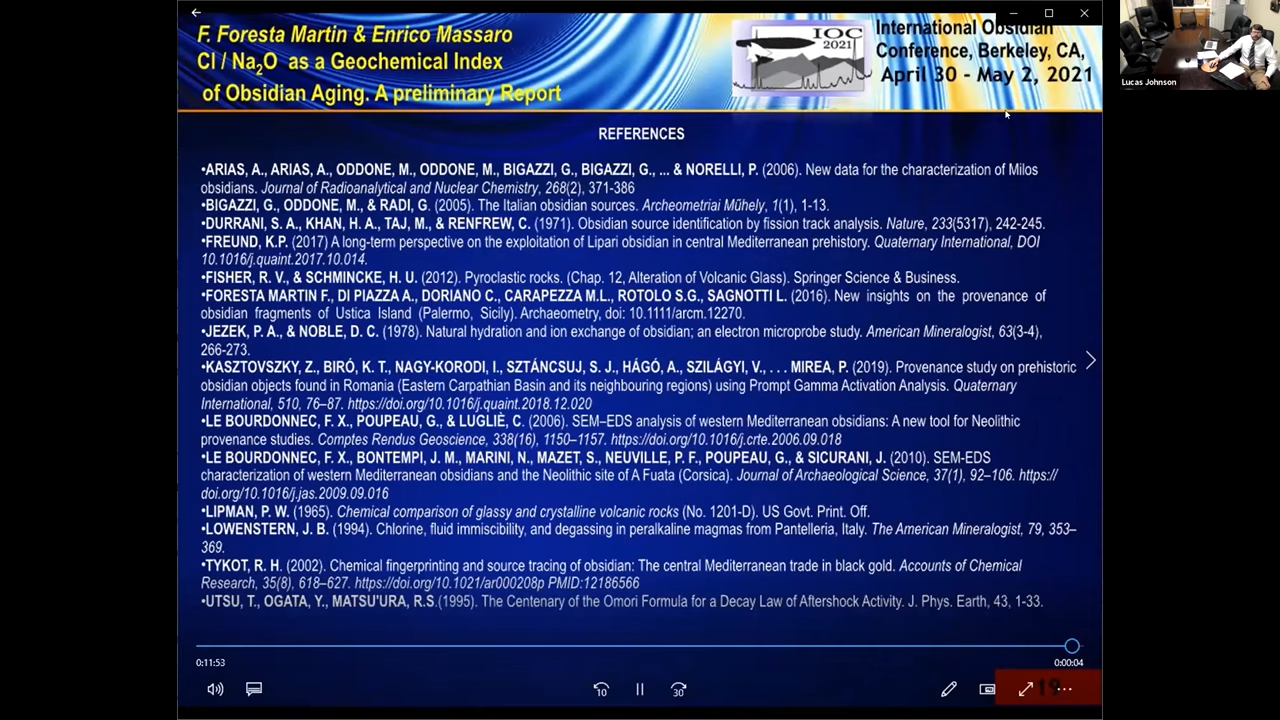 F. Foresta Martin & Enrico Massaro
Cl / Na₂O as a Geochemical Index
of Obsidian Aging. A preliminary Report
IOC
2021
International Obsidian
Conference, Berkeley, CA,
April 30 - May 2, 2021
Lucas Johnson
REFERENCES
•ARIAS, A., ARIAS, A., ODDONE, M., ODDONE, M., BIGAZZI, G., BIGAZZI, G., ... & NORELLI, P. (2006). New data for the characterization of Milos
obsidians. Journal of Radioanalytical and Nuclear Chemistry, 268(2), 371-386
•BIGAZZI, G., ODDONE, M., & RADI, G. (2005). The Italian obsidian sources. Archeometriai Műhely, 1(1), 1-13.
•DURRANI, S. A., KHAN, H. A., TAJ, M., & RENFREW, C. (1971). Obsidian source identification by fission track analysis. Nature, 233(5317), 242-245.
•FREUND, K.P. (2017) A long-term perspective on the exploitation of Lipari obsidian in central Mediterranean prehistory. Quaternary International, DOI
10.1016/j.quaint.2017.10.014.
•FISHER, R. V., & SCHMINCKE, H. U. (2012). Pyroclastic rocks. (Chap. 12, Alteration of Volcanic Glass). Springer Science & Business.
•FORESTA MARTIN F., DI PIAZZA A., DORIANO C., CARAPEZZA M.L., ROTOLO S.G., SAGNOTTI L. (2016). New insights on the provenance of
obsidian fragments of Ustica Island (Palermo, Sicily). Archaeometry, doi: 10.1111/arcm.12270.
•JEZEK, P. A., & NOBLE, D. C. (1978). Natural hydration and ion exchange of obsidian; an electron microprobe study. American Mineralogist, 63(3-4),
266-273.
•KASZTOVSZKY, Z., BIRÓ, K. T., NAGY-KORODI, I., SZTÁNCSUJ, S. J., HÁGÓ, A., SZILÁGYI, V., . . . MIREA, P. (2019). Provenance study on prehistoric
obsidian objects found in Romania (Eastern Carpathian Basin and its neighbouring regions) using Prompt Gamma Activation Analysis. Quaternary
International, 510, 76–87. https://doi.org/10.1016/j.quaint.2018.12.020
•LE BOURDONNEC, F. X., POUPEAU, G., & LUGLIÈ, C. (2006). SEM–EDS analysis of western Mediterranean obsidians: A new tool for Neolithic
provenance studies. Comptes Rendus Geoscience, 338(16), 1150–1157. https://doi.org/10.1016/j.crte.2006.09.018
•LE BOURDONNEC, F. X., BONTEMPI, J. M., MARINI, N., MAZET, S., NEUVILLE, P. F., POUPEAU, G., & SICURANI, J. (2010). SEM-EDS
characterization of western Mediterranean obsidians and the Neolithic site of A Fuata (Corsica). Journal of Archaeological Science, 37(1), 92–106. https://
doi.org/10.1016/j.jas.2009.09.016
•LIPMAN, P. W. (1965). Chemical comparison of glassy and crystalline volcanic rocks (No. 1201-D). US Govt. Print. Off.
•LOWENSTERN, J. B. (1994). Chlorine, fluid immiscibility, and degassing in peralkaline magmas from Pantelleria, Italy. The American Mineralogist, 79, 353–
369.
•TYKOT, R. H. (2002). Chemical fingerprinting and source tracing of obsidian: The central Mediterranean trade in black gold. Accounts of Chemical
Research, 35(8), 618–627. https://doi.org/10.1021/ar000208p PMID:12186566
•UTSU, T., OGATA, Y., MATSU'URA, R.S.(1995). The Centenary of the Omori Formula for a Decay Law of Aftershock Activity. J. Phys. Earth, 43, 1-33.
0:11:53
0:00:04
10
30
19